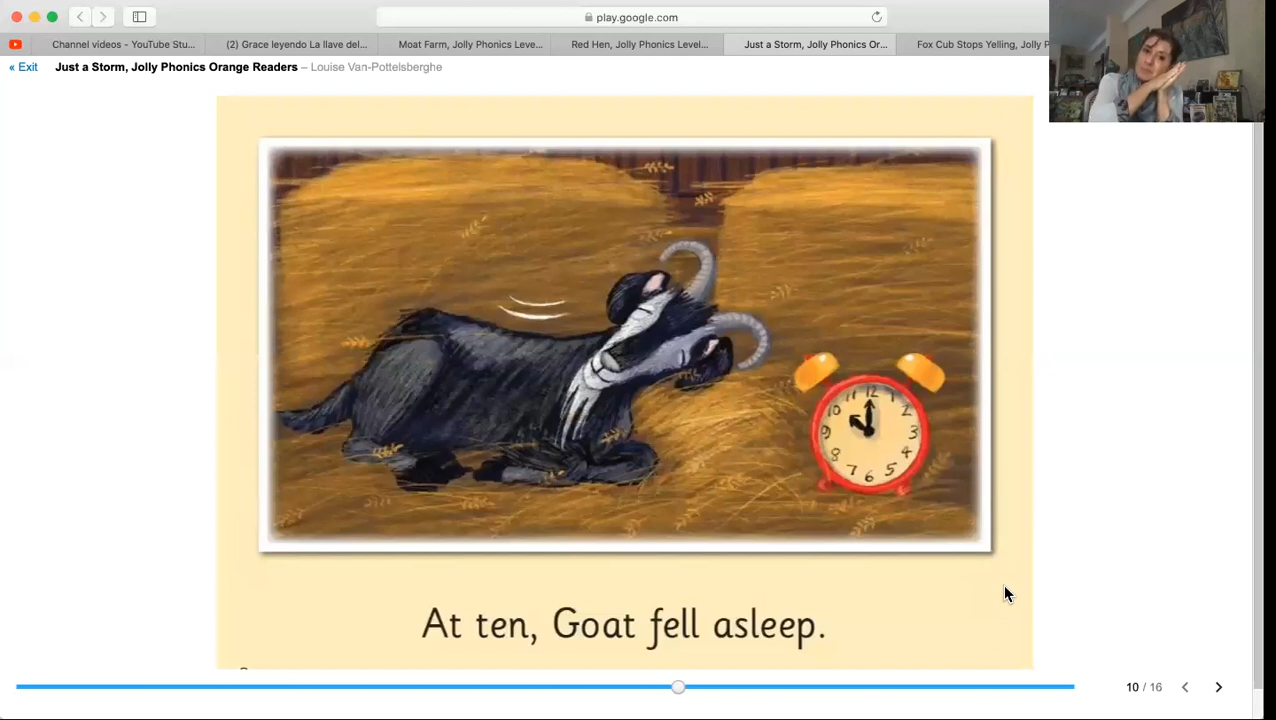 play.google.com
Channel videos - YouTube Stu...
(2) Grace leyendo La llave del...
Moat Farm, Jolly Phonics Leve...
Red Hen, Jolly Phonics Level...
Just a Storm, Jolly Phonics Or...
Fox Cub Stops Yelling, Jolly P
« Exit Just a Storm, Jolly Phonics Orange Readers – Louise Van-Pottelsberghe
11 12 1
10 2
9 3
8 4
7 6 5
At ten, Goat fell asleep.
10 / 16